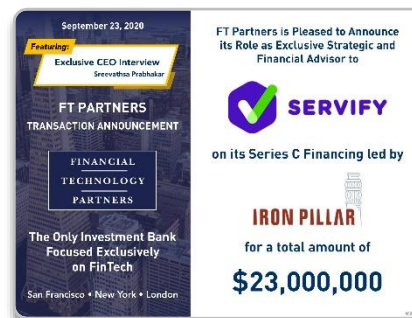 September 23, 2020
Featuring:
Exclusive CEO Interview
Sreevathsa Prabhakar
FT PARTNERS
TRANSACTION ANNOUNCEMENT
FINANCIAL
TECHNOLOGY
PARTNERS
The Only Investment Bank
Focused Exclusively
on FinTech
San Francisco • New York • London
FT Partners is Pleased to Announce
its Role as Exclusive Strategic and
Financial Advisor to
SERVIFY
on its Series C Financing led by
IRON PILLAR
for a total amount of
$23,000,000